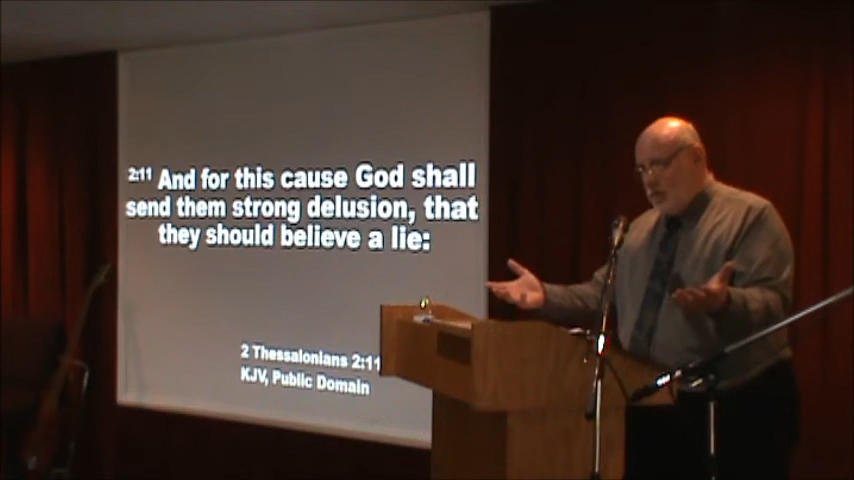 2:11 And for this cause God shall
send them strong delusion, that
they should believe a lie:
2 Thessalonians 2:11
KJV, Public Domain